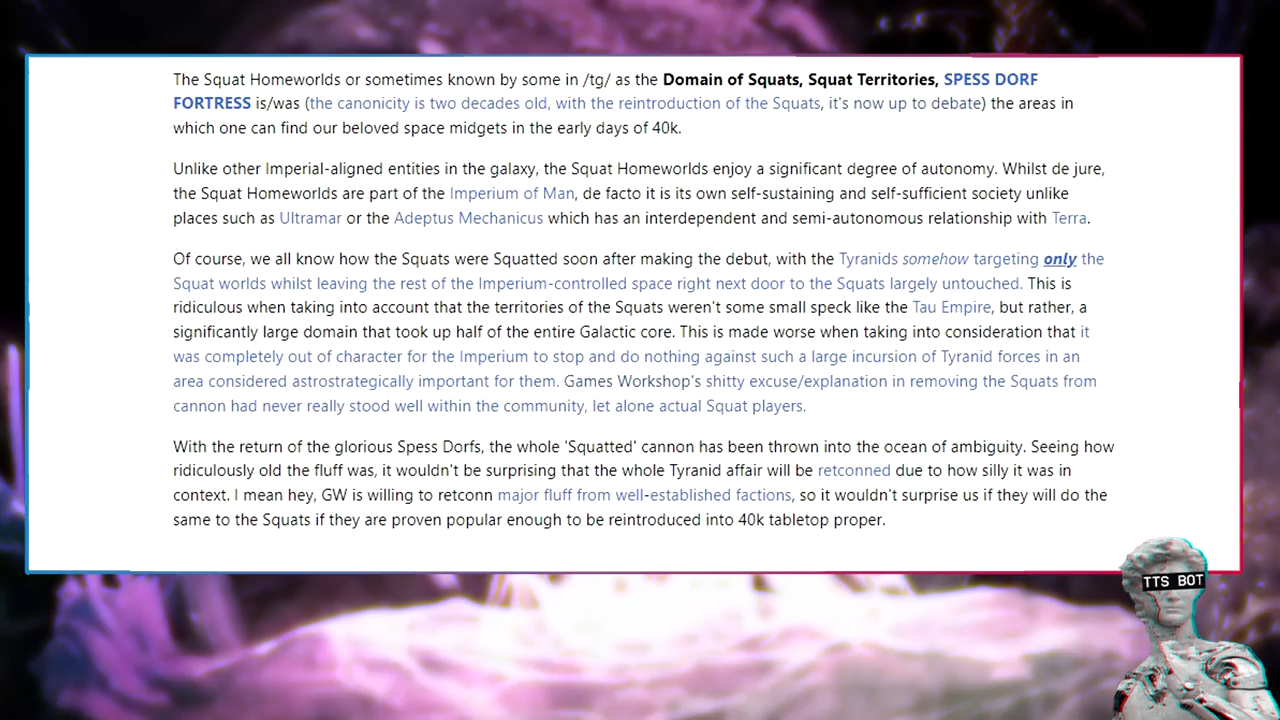 The Squat Homeworlds or sometimes known by some in /tg/ as the Domain of Squats, Squat Territories, SPESS DORF
FORTRESS is/was (the canonicity is two decades old, with the reintroduction of the Squats, it's now up to debate) the areas in
which one can find our beloved space midgets in the early days of 40k.
Unlike other Imperial-aligned entities in the galaxy, the Squat Homeworlds enjoy a significant degree of autonomy. Whilst de jure,
the Squat Homeworlds are part of the Imperium of Man, de facto it is its own self-sustaining and self-sufficient society unlike
places such as Ultramar or the Adeptus Mechanicus which has an interdependent and semi-autonomous relationship with Terra.
Of course, we all know how the Squats were Squatted soon after making the debut, with the Tyranids somehow targeting only the
Squat worlds whilst leaving the rest of the Imperium-controlled space right next door to the Squats largely untouched. This is
ridiculous when taking into account that the territories of the Squats weren't some small speck like the Tau Empire, but rather, a
significantly large domain that took up half of the entire Galactic core. This is made worse when taking into consideration that it
was completely out of character for the Imperium to stop and do nothing against such a large incursion of Tyranid forces in an
area considered astrostrategically important for them. Games Workshop's shitty excuse/explanation in removing the Squats from
cannon had never really stood well within the community, let alone actual Squat players.
With the return of the glorious Spess Dorfs, the whole 'Squatted' cannon has been thrown into the ocean of ambiguity. Seeing how
ridiculously old the fluff was, it wouldn't be surprising that the whole Tyranid affair will be retconned due to how silly it was in
context. I mean hey, GW is willing to retconn major fluff from well-established factions, so it wouldn't surprise us if they will do the
same to the Squats if they are proven popular enough to be reintroduced into 40k tabletop proper.
TTS BOT